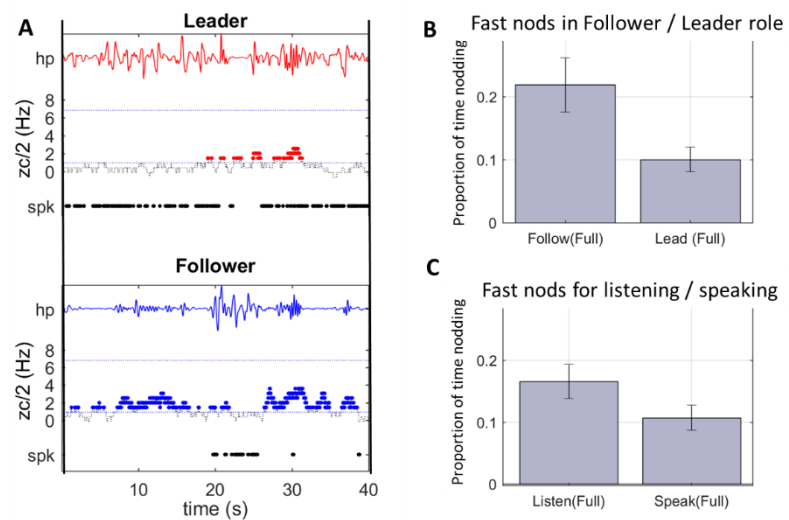 A
Leader
hp
zc/2 (Hz)
8
6
4
2
0
spk
Follower
hp
zc/2 (Hz)
8
6
4
2
0
spk
10 20 30 40
time (s)
B
Fast nods in Follower / Leader role
Proportion of time nodding
0.2
0.1
0
Follow(Full) Lead (Full)
C
Fast nods for listening / speaking
Proportion of time nodding
0.2
0.1
0
Listen(Full) Speak(Full)